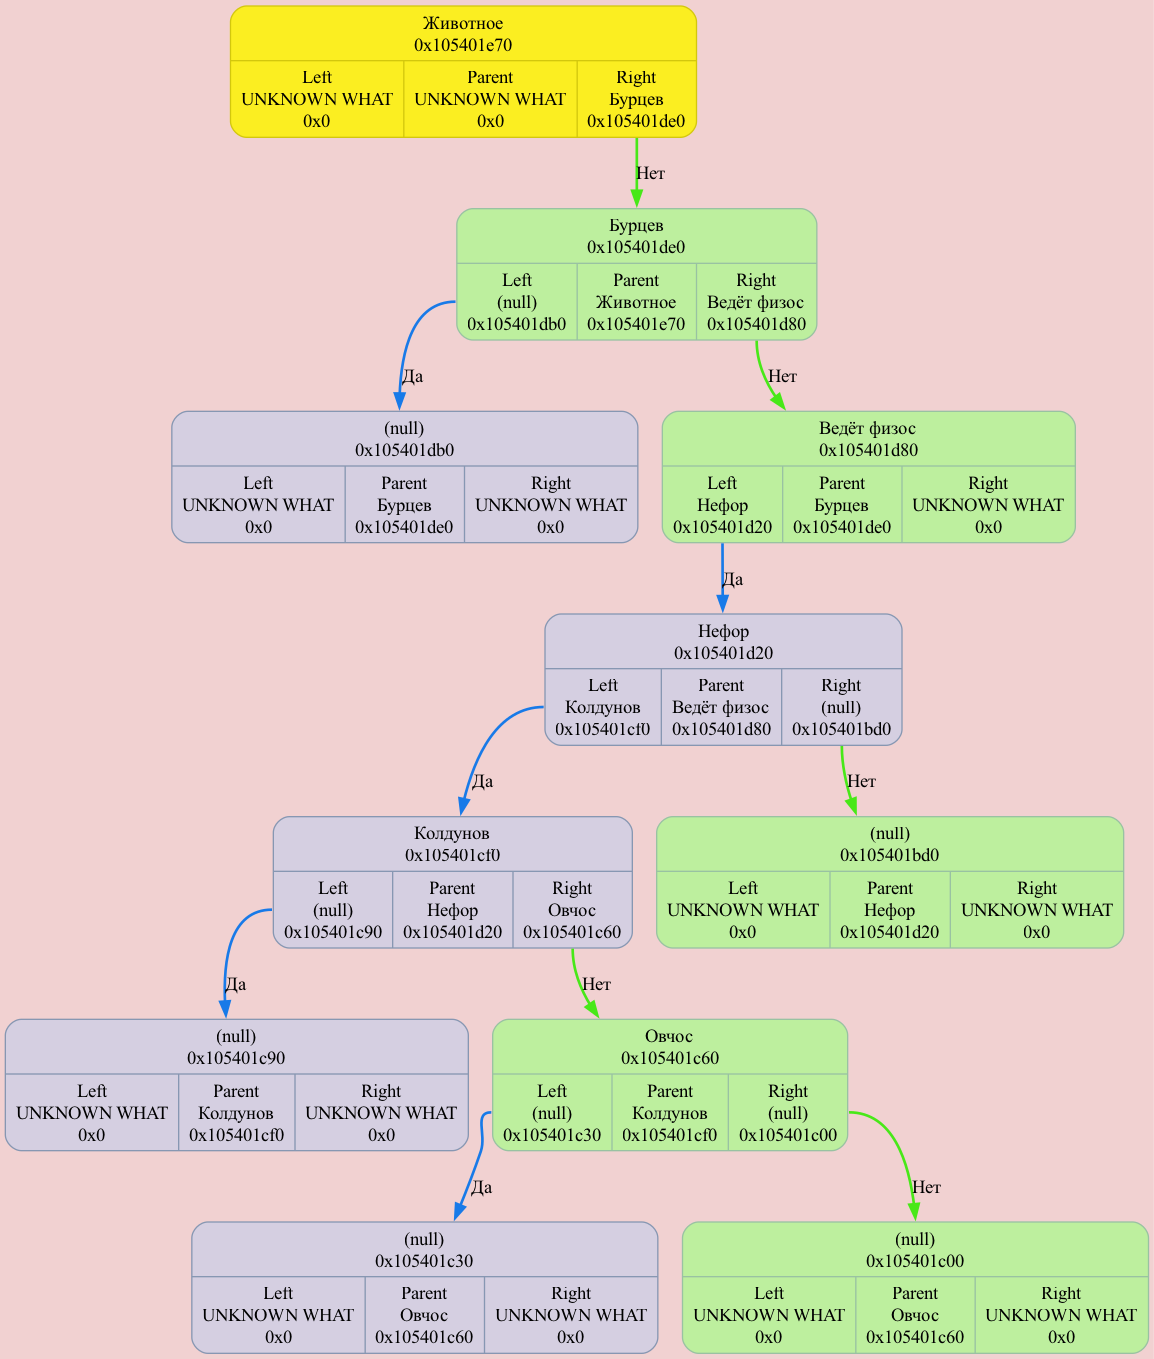 Животное
0x105401e70
Left Parent Right
UNKNOWN WHAT UNKNOWN WHAT Бурцев
0x0 0x0 0x105401de0
Нет
Бурцев
0x105401de0
Left Parent Right
(null) Животное Ведёт физос
0x105401db0 0x105401e70 0x105401d80
Да Нет
(null) Ведёт физос
0x105401db0 0x105401d80
Left Parent Right Left Parent Right
UNKNOWN WHAT Бурцев UNKNOWN WHAT Нефор Бурцев UNKNOWN WHAT
0x0 0x105401de0 0x0 0x105401d20 0x105401de0 0x0
Да
Нефор
0x105401d20
Left Parent Right
Колдунов Ведёт физос (null)
0x105401cf0 0x105401d80 0x105401bd0
Да Нет
Колдунов (null)
0x105401cf0 0x105401bd0
Left Parent Right Left Parent Right
(null) Нефор Овчос UNKNOWN WHAT Нефор UNKNOWN WHAT
0x105401c90 0x105401d20 0x105401c60 0x0 0x105401d20 0x0
Да Нет
(null) Овчос
0x105401c90 0x105401c60
Left Parent Right Left Parent Right
UNKNOWN WHAT Колдунов UNKNOWN WHAT (null) Колдунов (null)
0x0 0x105401cf0 0x0 0x105401c30 0x105401cf0 0x105401c00
Да Нет
(null) (null)
0x105401c30 0x105401c00
Left Parent Right Left Parent Right
UNKNOWN WHAT Овчос UNKNOWN WHAT UNKNOWN WHAT Овчос UNKNOWN WHAT
0x0 0x105401c60 0x0 0x0 0x105401c60 0x0